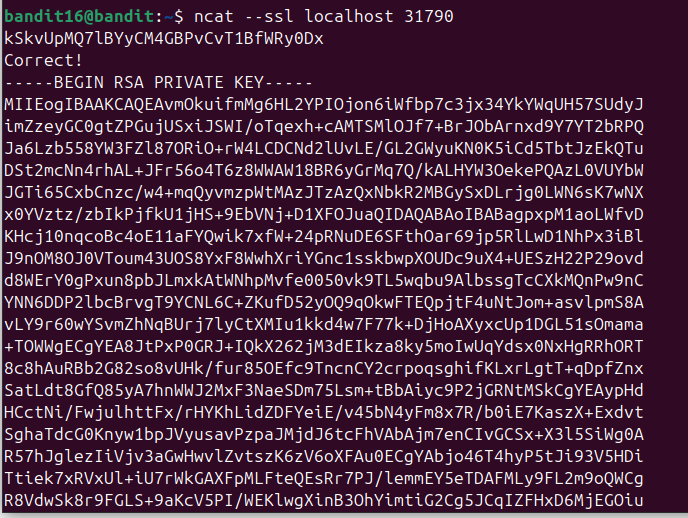 bandit16@bandit:~$ ncat --ssl localhost 31790
kSkvUpMQ7lBYyCM4GBPvCvT1BfWRy0Dx
Correct!
-----BEGIN RSA PRIVATE KEY-----
MIIEogIBAAKCAQEAvmOkuifmMg6HL2YPIOjon6iWfbp7c3jx34YkYWqUH57SUdyJ
imZzeyGC0gtZPGujUSxiJSWI/oTqexh+cAMTSMlOJf7+BrJObArnxd9Y7YT2bRPQ
Ja6Lzb558YW3FZl87ORiO+rW4LCDCNd2lUvLE/GL2GWyuKN0K5iCd5TbtJzEkQTu
DSt2mcNn4rhAL+JFr56o4T6z8WWAW18BR6yGrMq7Q/kALHYW3OekePQAzL0VUYbW
JGTi65CxbCnzc/w4+mqQyvmzpWtMAzJTzAzQxNbkR2MBGySxDLrjg0LWN6sK7wNX
x0YVztz/zbIkPjfkU1jHS+9EbVNj+D1XFOJuaQIDAQABAoIBABagpxpM1aoLWfvD
KHcj10nqcoBc4oE11aFYQwik7xfW+24pRNuDE6SFthOar69jp5RlLwD1NhPx3iBl
J9nOM8OJ0VToum43UOS8YxF8WwhXriYGnc1sskbwpXOUDc9uX4+UESzH22P29ovd
d8WErY0gPxun8pbJLmxkAtWNhpMvfe0050vk9TL5wqbu9AlbssgTcCXkMQnPw9nC
YNN6DDP2lbcBrvgT9YCNL6C+ZKufD52yOQ9qOkwFTEQpjtF4uNtJom+asvlpmS8A
vLY9r60wYSvmZhNqBUrj7lyCtXMIu1kkd4w7F77k+DjHoAXyxcUp1DGL51sOmama
+TOWWgECgYEA8JtPxP0GRJ+IQkX262jM3dEIkza8ky5moIwUqYdsx0NxHgRRhORT
8c8hAuRBb2G82so8vUHk/fur85OEfc9TncnCY2crpoqsghifKLxrLgtT+qDpfZnx
SatLdt8GfQ85yA7hnWWJ2MxF3NaeSDm75Lsm+tBbAiyc9P2jGRNtMSkCgYEAypHd
HCctNi/FwjulhttFx/rHYKhLidZDFYeiE/v45bN4yFm8x7R/b0iE7KaszX+Exdvt
SghaTdcG0Knyw1bpJVyusavPzpaJMjdJ6tcFhVAbAjm7enCIvGCSx+X3l5SiWg0A
R57hJglezIiVjv3aGwHwvlZvtszK6zV6oXFAu0ECgYAbjo46T4hyP5tJi93V5HDi
Ttiek7xRVxUl+iU7rWkGAXFpMLFteQEsRr7PJ/lemmEY5eTDAFMLy9FL2m9oQWCg
R8VdwSk8r9FGLS+9aKcV5PI/WEKlwgXinB3OhYimtiG2Cg5JCqIZFHxD6MjEGOiu